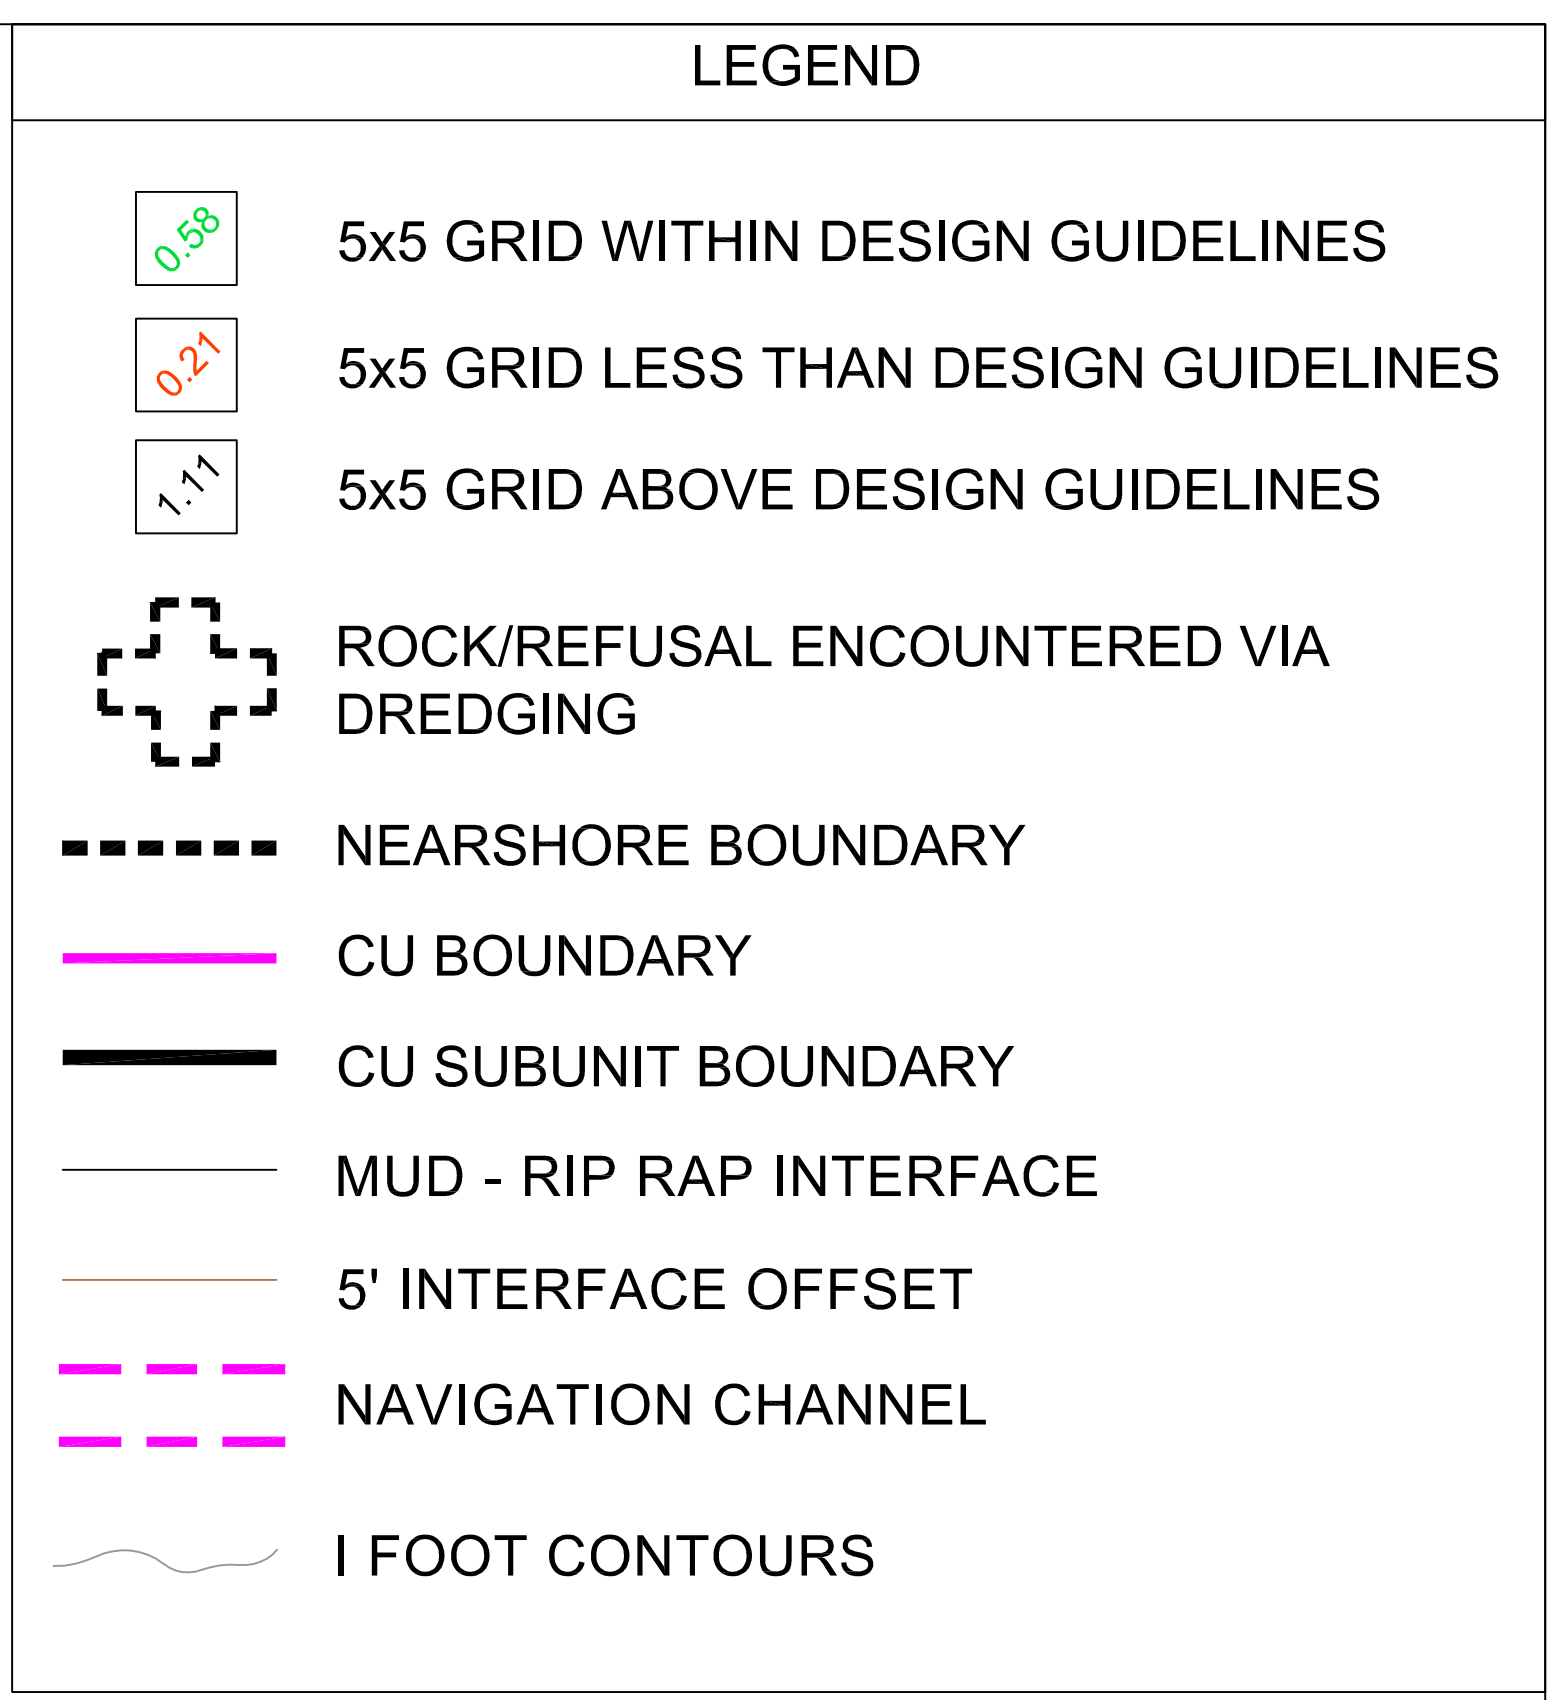 LEGEND
0.58
5x5 GRID WITHIN DESIGN GUIDELINES
0.21
5x5 GRID LESS THAN DESIGN GUIDELINES
1.11
5x5 GRID ABOVE DESIGN GUIDELINES
ROCK/REFUSAL ENCOUNTERED VIA
DREDGING
NEARSHORE BOUNDARY
CU BOUNDARY
CU SUBUNIT BOUNDARY
MUD - RIP RAP INTERFACE
5' INTERFACE OFFSET
NAVIGATION CHANNEL
I FOOT CONTOURS